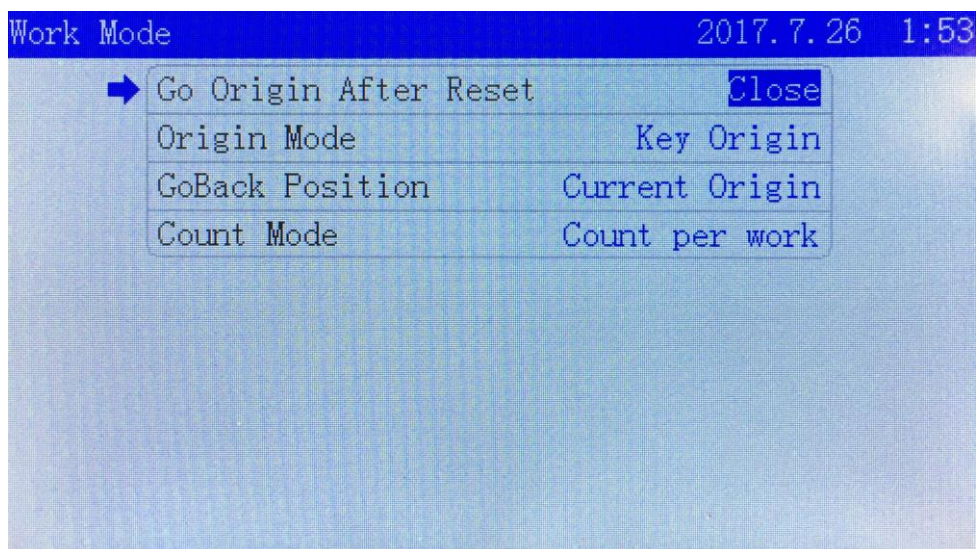 Work Mode 2017.7.26 1:53
Go Origin After Reset Close
Origin Mode Key Origin
GoBack Position Current Origin
Count Mode Count per work